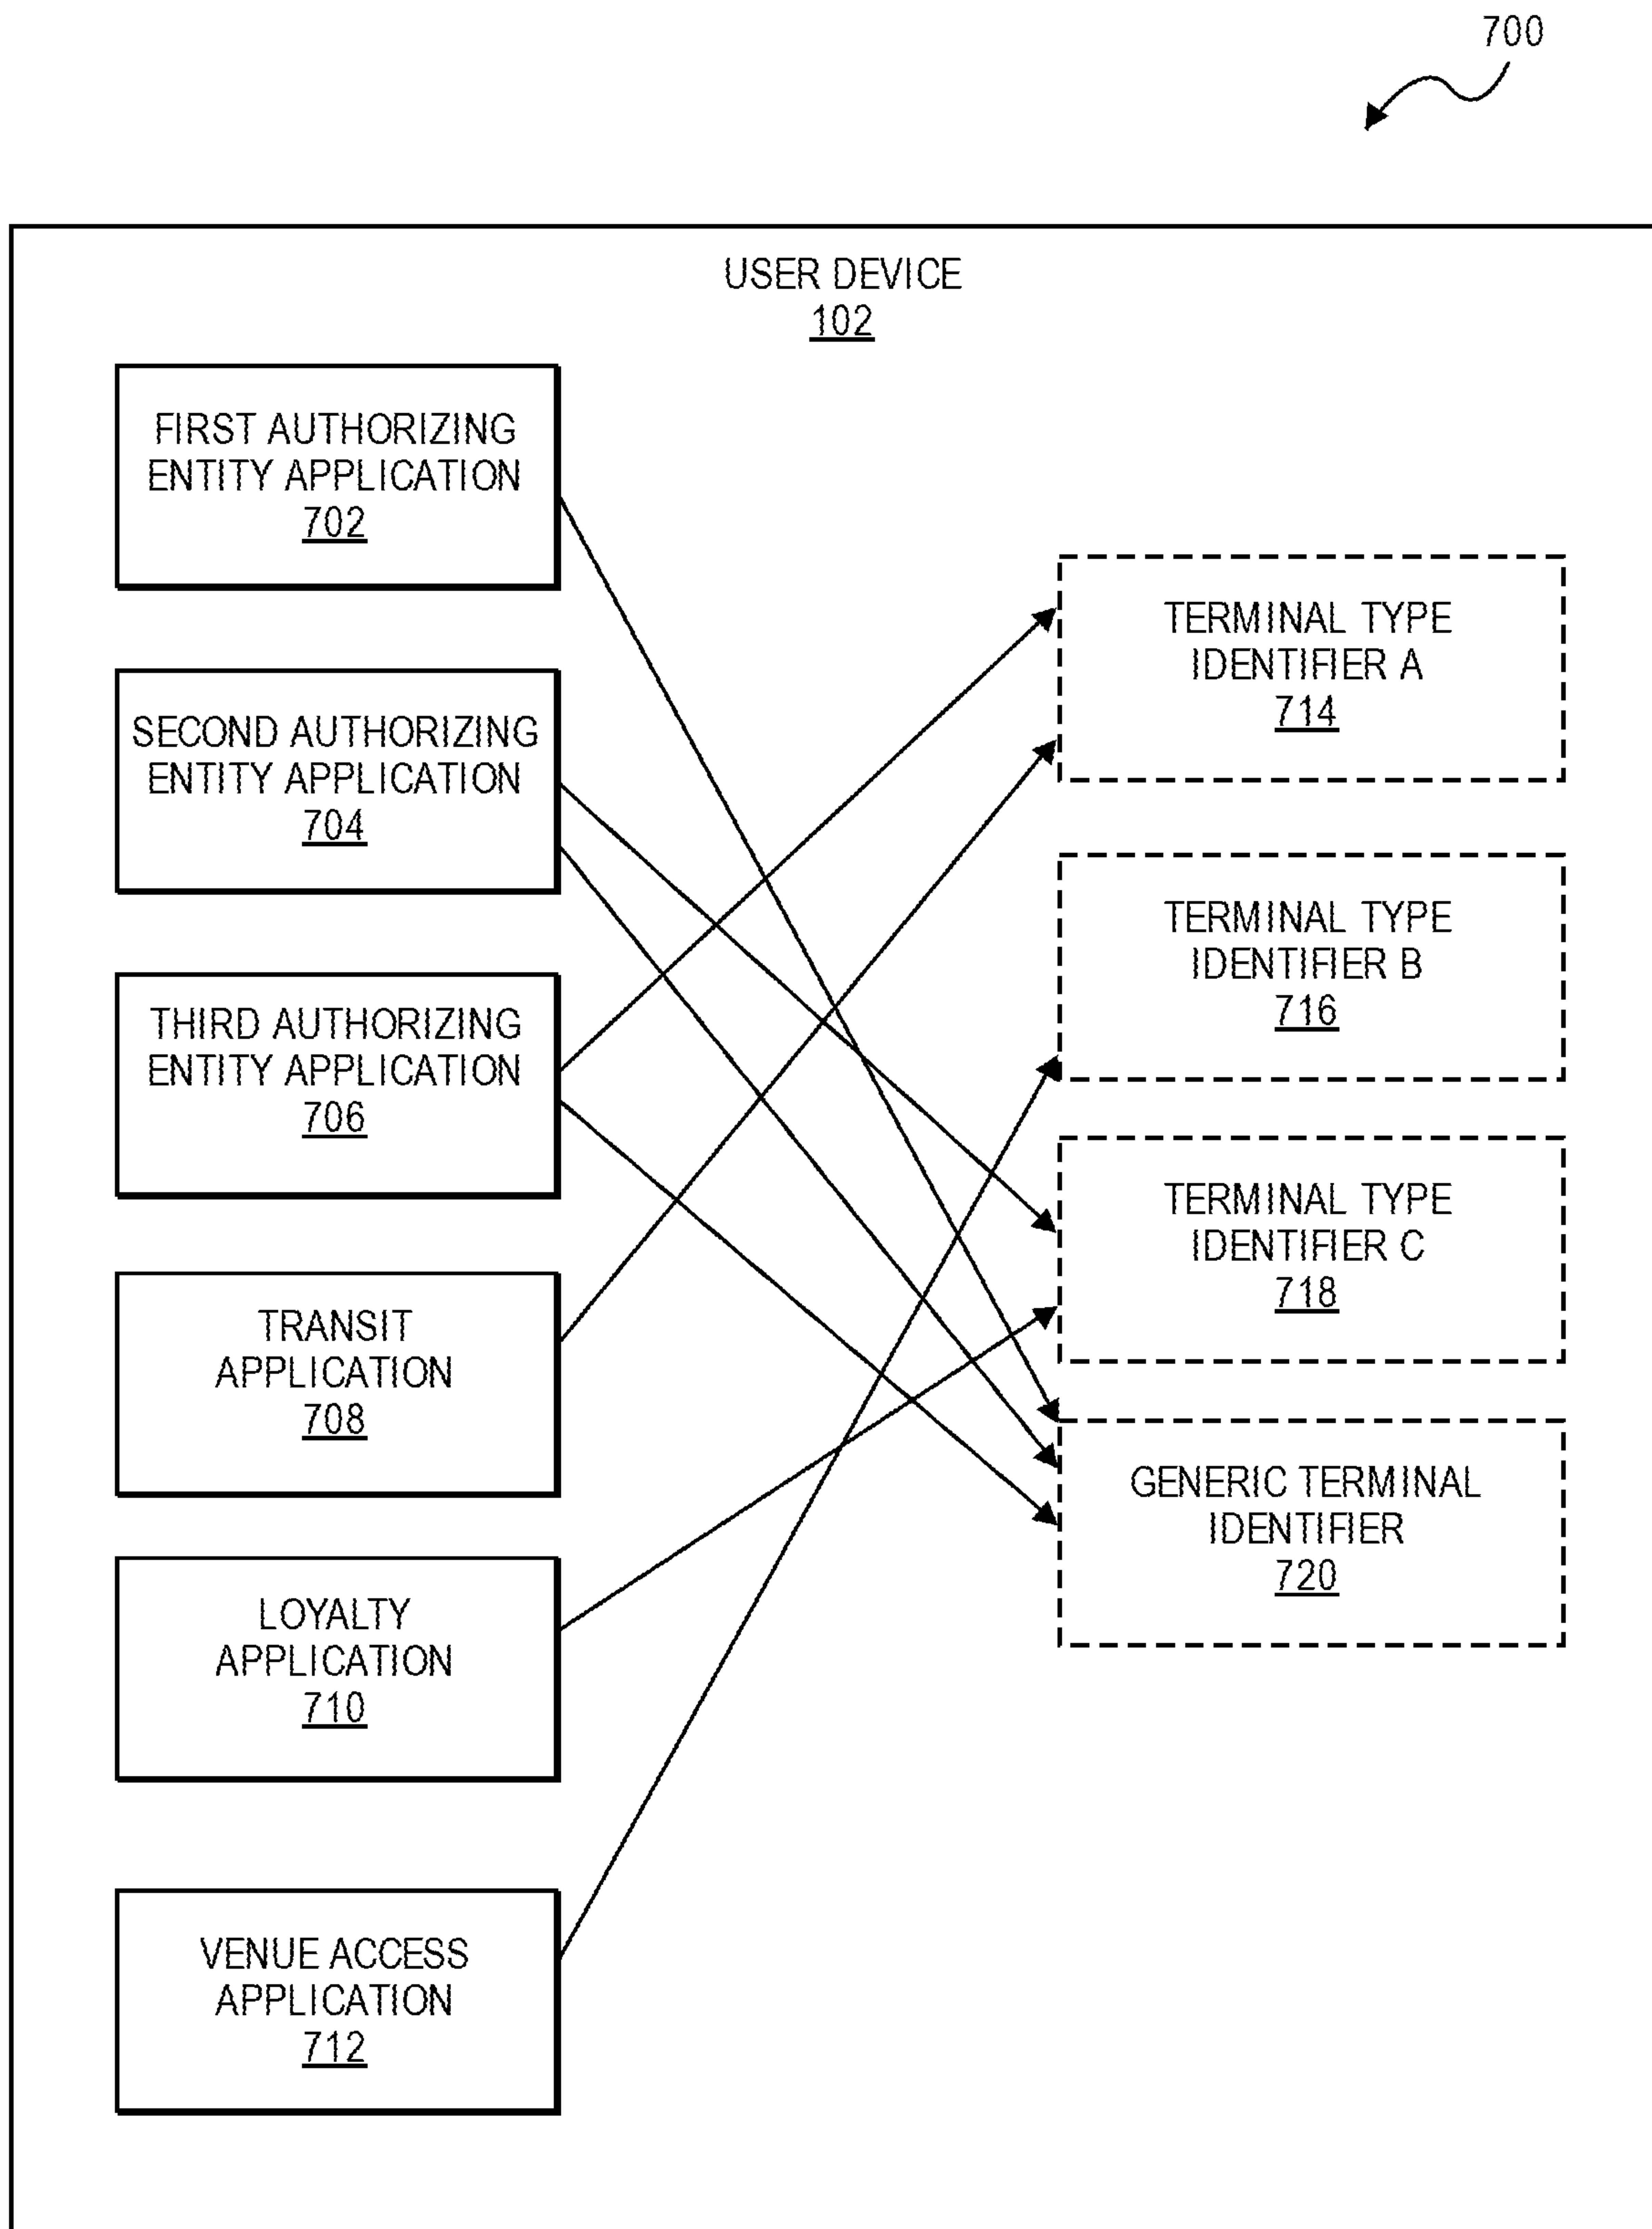 700
USER DEVICE
102
FIRST AUTHORIZING
ENTITY APPLICATION
702
SECOND AUTHORIZING
ENTITY APPLICATION
704
THIRD AUTHORIZING
ENTITY APPLICATION
706
TRANSIT
APPLICATION
708
LOYALTY
APPLICATION
710
VENUE ACCESS
APPLICATION
712
TERMINAL TYPE
IDENTIFIER A
714
TERMINAL TYPE
IDENTIFIER B
716
TERMINAL TYPE
IDENTIFIER C
718
GENERIC TERMINAL
IDENTIFIER
720